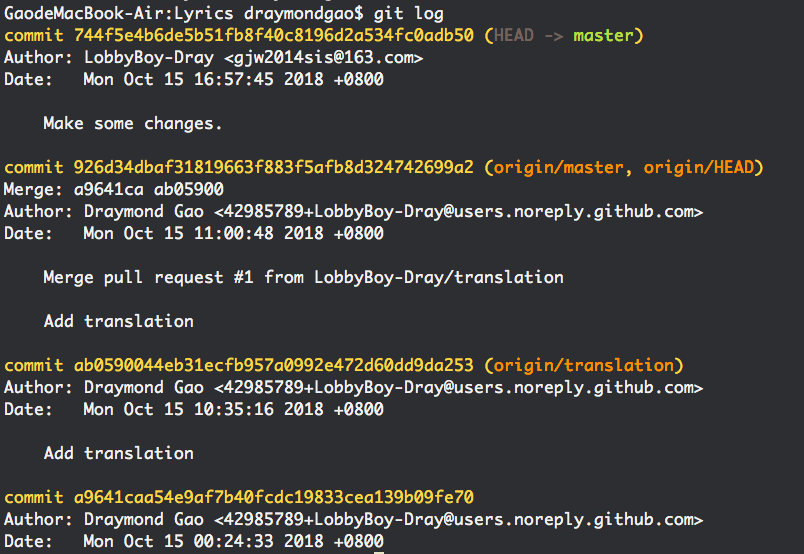 GaodeMacBook-Air:Lyrics draymondgao$ git log
commit 744f5e4b6de5b51fb8f40c8196d2a534fc0adb50 (HEAD -> master)
Author: LobbyBoy-Dray <gjw2014sis@163.com>
Date:   Mon Oct 15 16:57:45 2018 +0800
Make some changes.
commit 926d34dbaf31819663f883f5afb8d324742699a2 (origin/master, origin/HEAD)
Merge: a9641ca ab05900
Author: Draymond Gao <42985789+LobbyBoy-Dray@users.noreply.github.com>
Date:   Mon Oct 15 11:00:48 2018 +0800
Merge pull request #1 from LobbyBoy-Dray/translation
Add translation
commit ab0590044eb31ecfb957a0992e472d60dd9da253 (origin/translation)
Author: Draymond Gao <42985789+LobbyBoy-Dray@users.noreply.github.com>
Date:   Mon Oct 15 10:35:16 2018 +0800
Add translation
commit a9641caa54e9af7b40fcdc19833cea139b09fe70
Author: Draymond Gao <42985789+LobbyBoy-Dray@users.noreply.github.com>
Date:   Mon Oct 15 00:24:33 2018 +0800